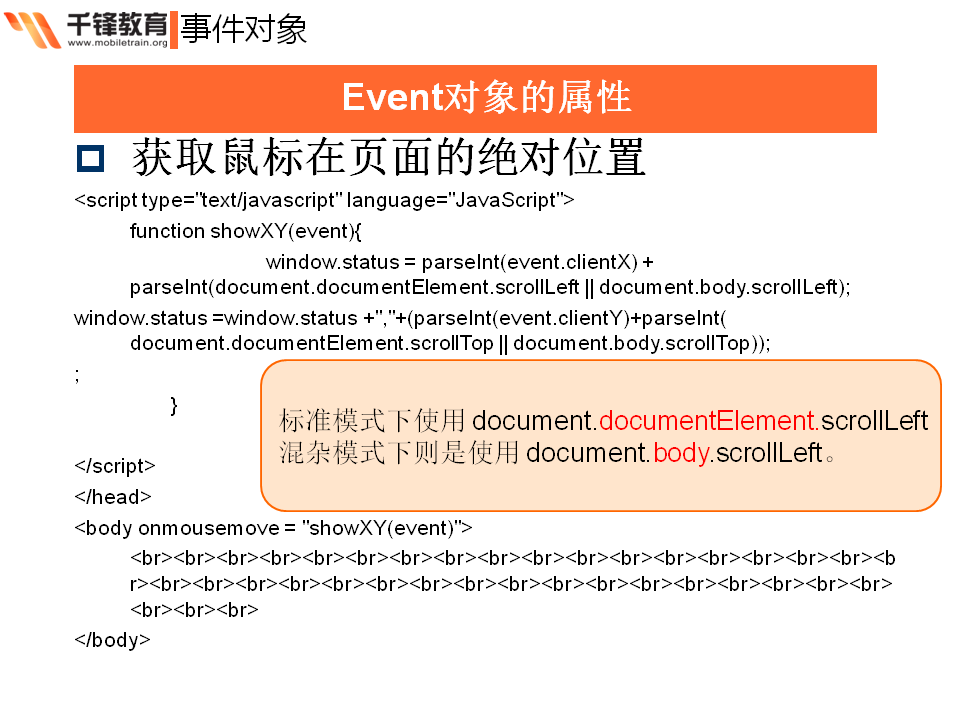 千锋教育
www.mobiletrain.org
事件对象
Event对象的属性
获取鼠标在页面的绝对位置
<script type="text/javascript" language="JavaScript">
function showXY(event){
window.status = parseInt(event.clientX) +
parseInt(document.documentElement.scrollLeft || document.body.scrollLeft);
window.status =window.status +","+(parseInt(event.clientY)+parseInt(
document.documentElement.scrollTop || document.body.scrollTop));
;
}
标准模式下使用 document.documentElement.scrollLeft
混杂模式下则是使用 document.body.scrollLeft。
</script>
</head>
<body onmousemove = "showXY(event)">
<br><br><br><br><br><br><br><br><br><br><br><br><br><br><br><br><br><b
r><br><br><br><br><br><br><br><br><br><br><br><br><br><br><br><br><br>
<br><br><br>
</body>